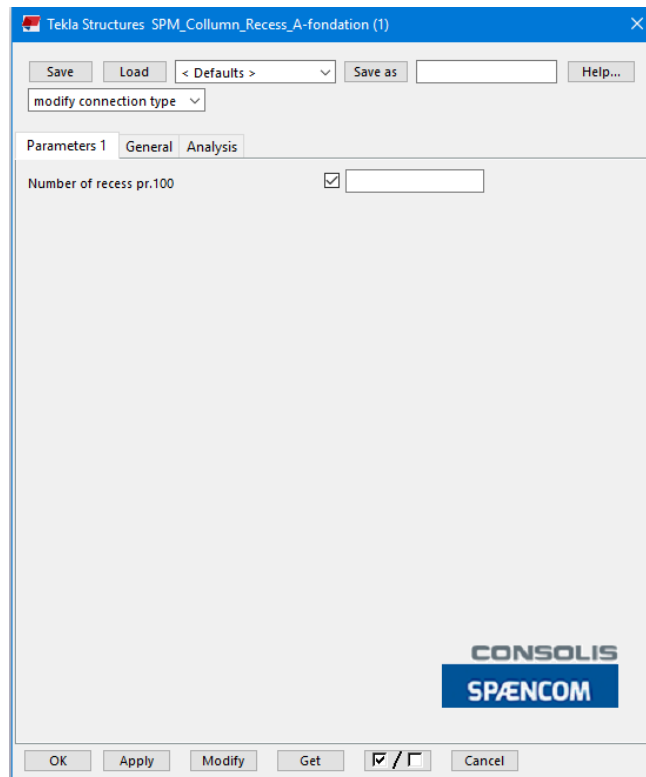 Tekla Structures SPM_Collumn_Recess_A-fondation (1)
Save Load < Defaults > Save as Help...
modify connection type
Parameters 1 General Analysis
Number of recess pr.100
CONSOLIS
SPÆNCOM
OK Apply Modify Get / Cancel